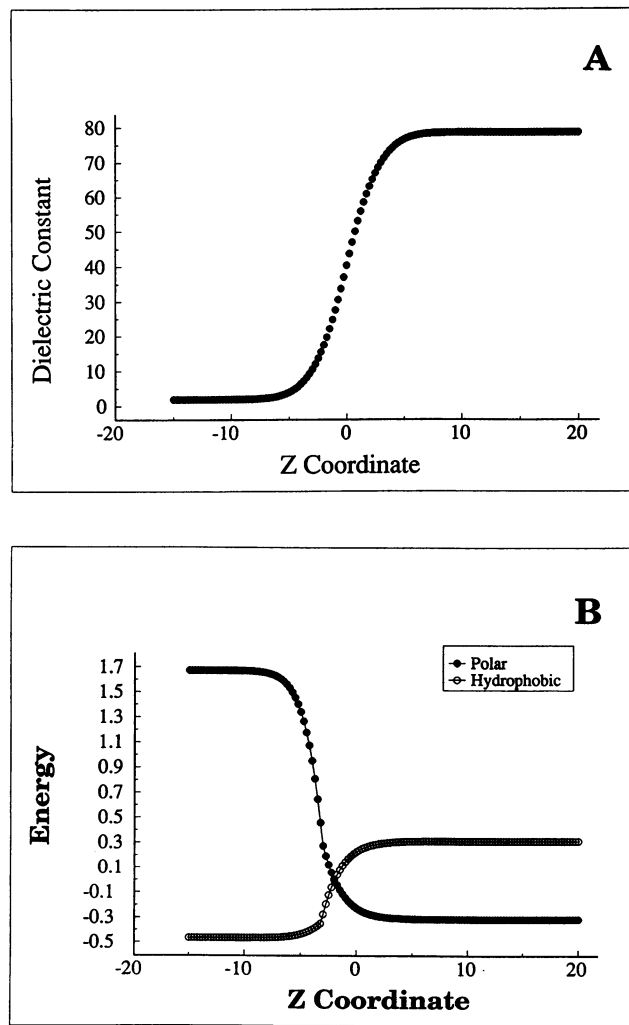 A
80
70
60
50
40
30
20
10
0
Dielectric Constant
-20 -10 0 10 20
Z Coordinate
B
Polar
Hydrophobic
1.7
1.5
1.3
1.1
0.9
0.7
0.5
0.3
0.1
-0.1
-0.3
-0.5
Energy
-20 -10 0 10 20
Z Coordinate